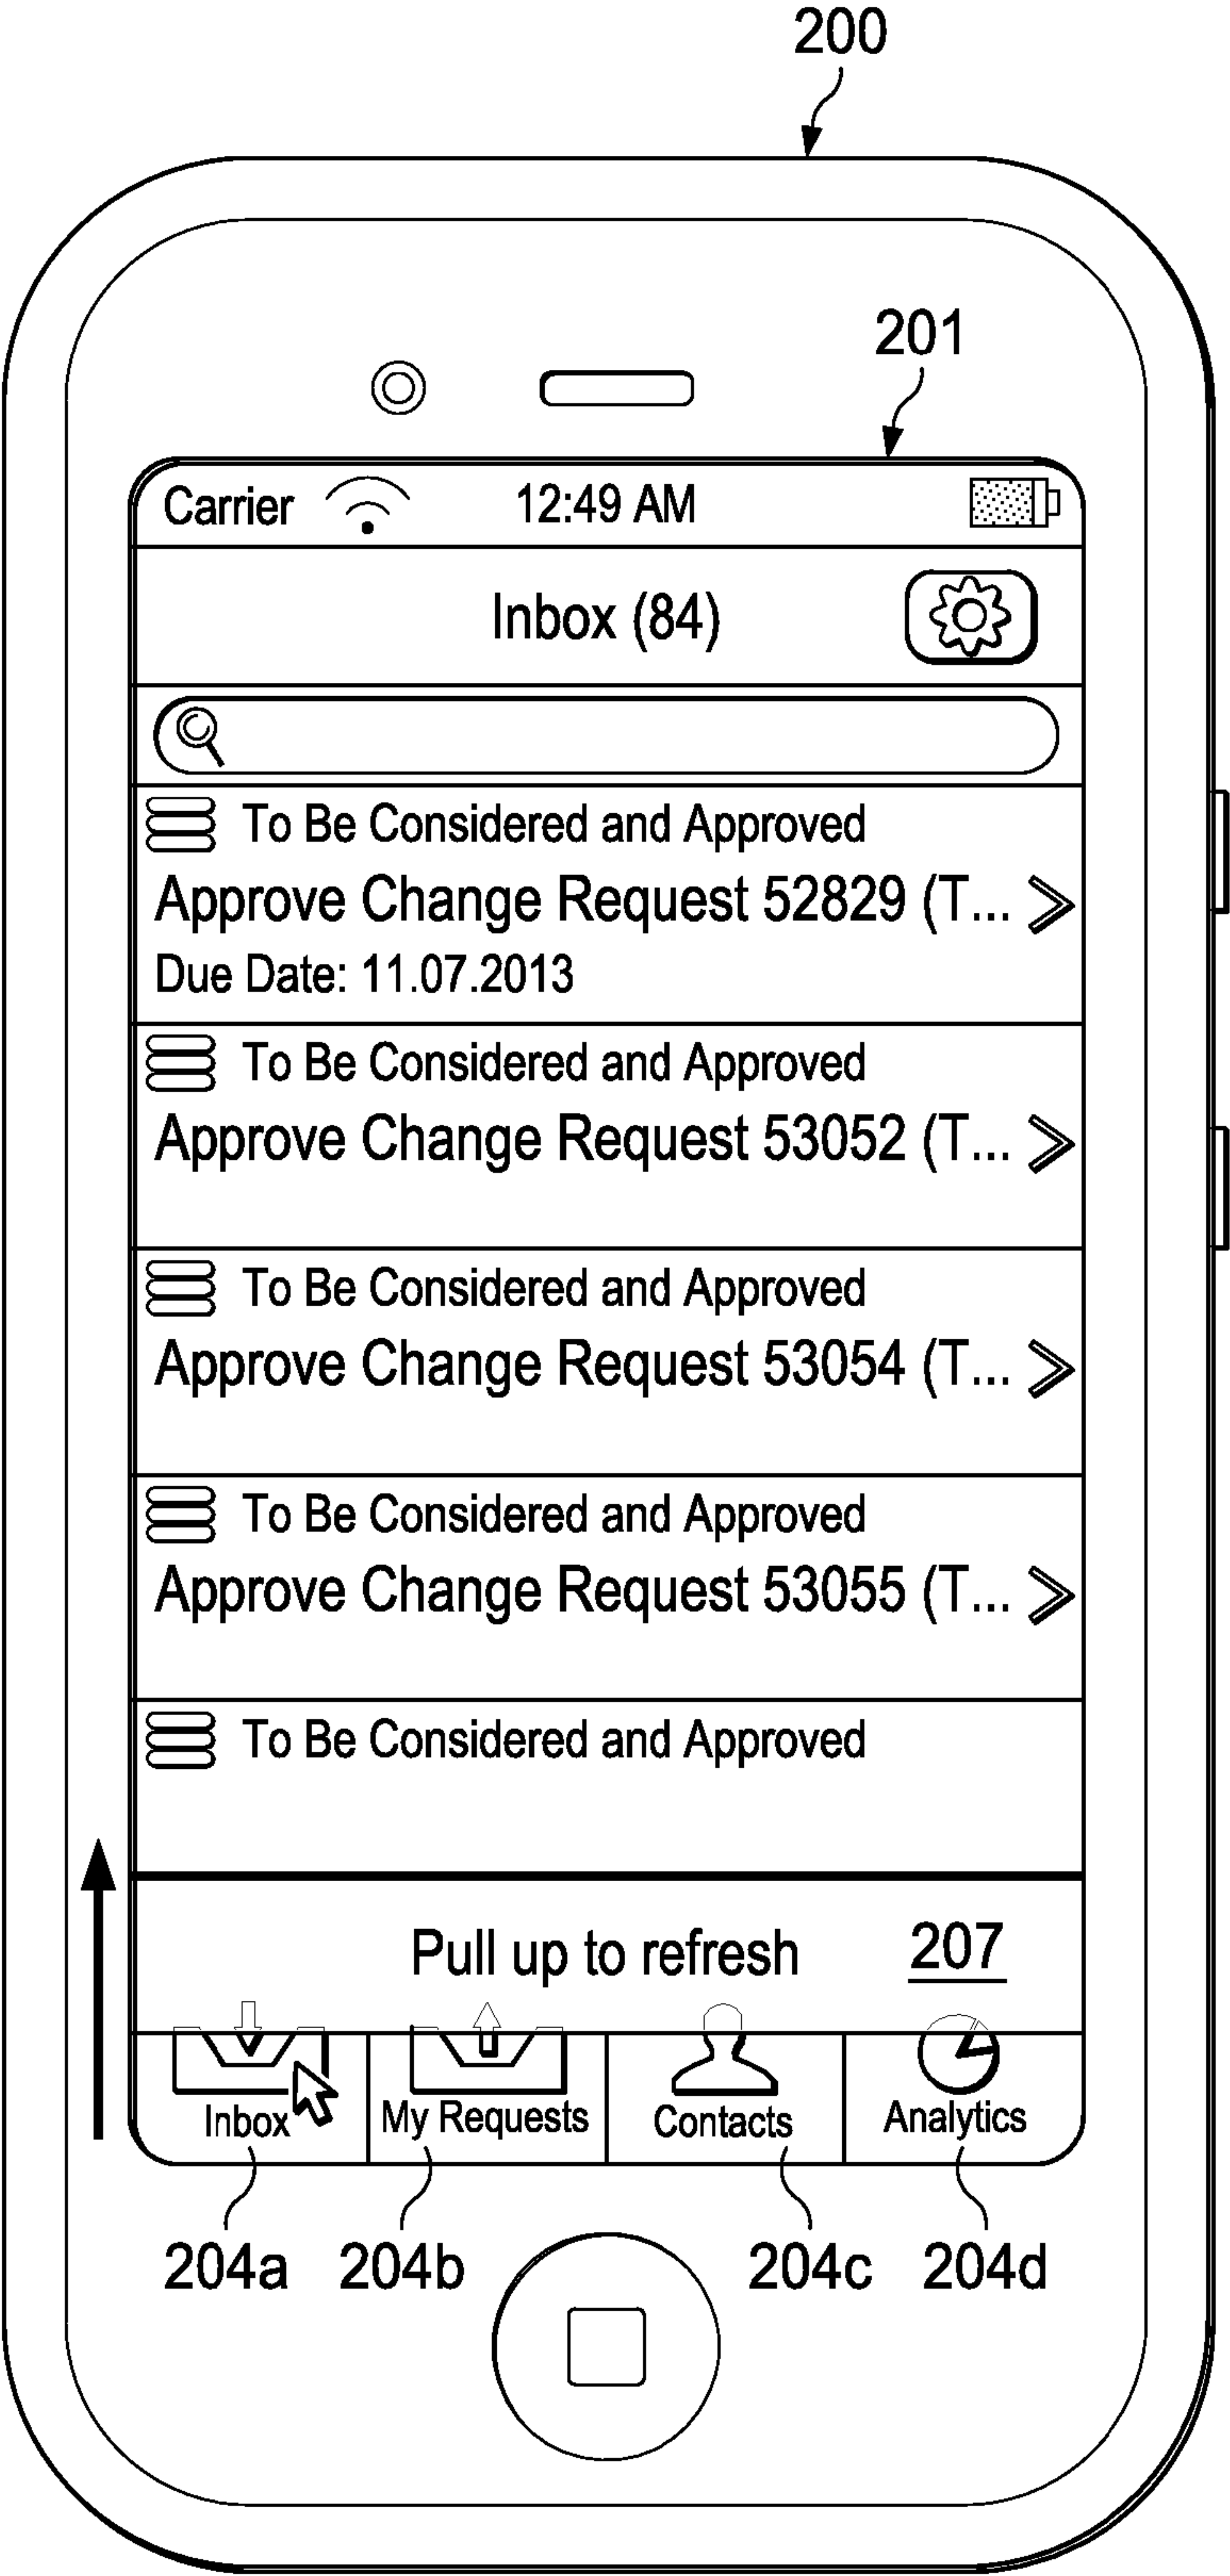 200
201
Carrier 12:49 AM
Inbox (84)
To Be Considered and Approved
Approve Change Request 52829 (T...
Due Date: 11.07.2013
To Be Considered and Approved
Approve Change Request 53052 (T...
To Be Considered and Approved
Approve Change Request 53054 (T...
To Be Considered and Approved
Approve Change Request 53055 (T...
To Be Considered and Approved
Pull up to refresh 207
Inbox My Requests Contacts Analytics
204a 204b 204c 204d